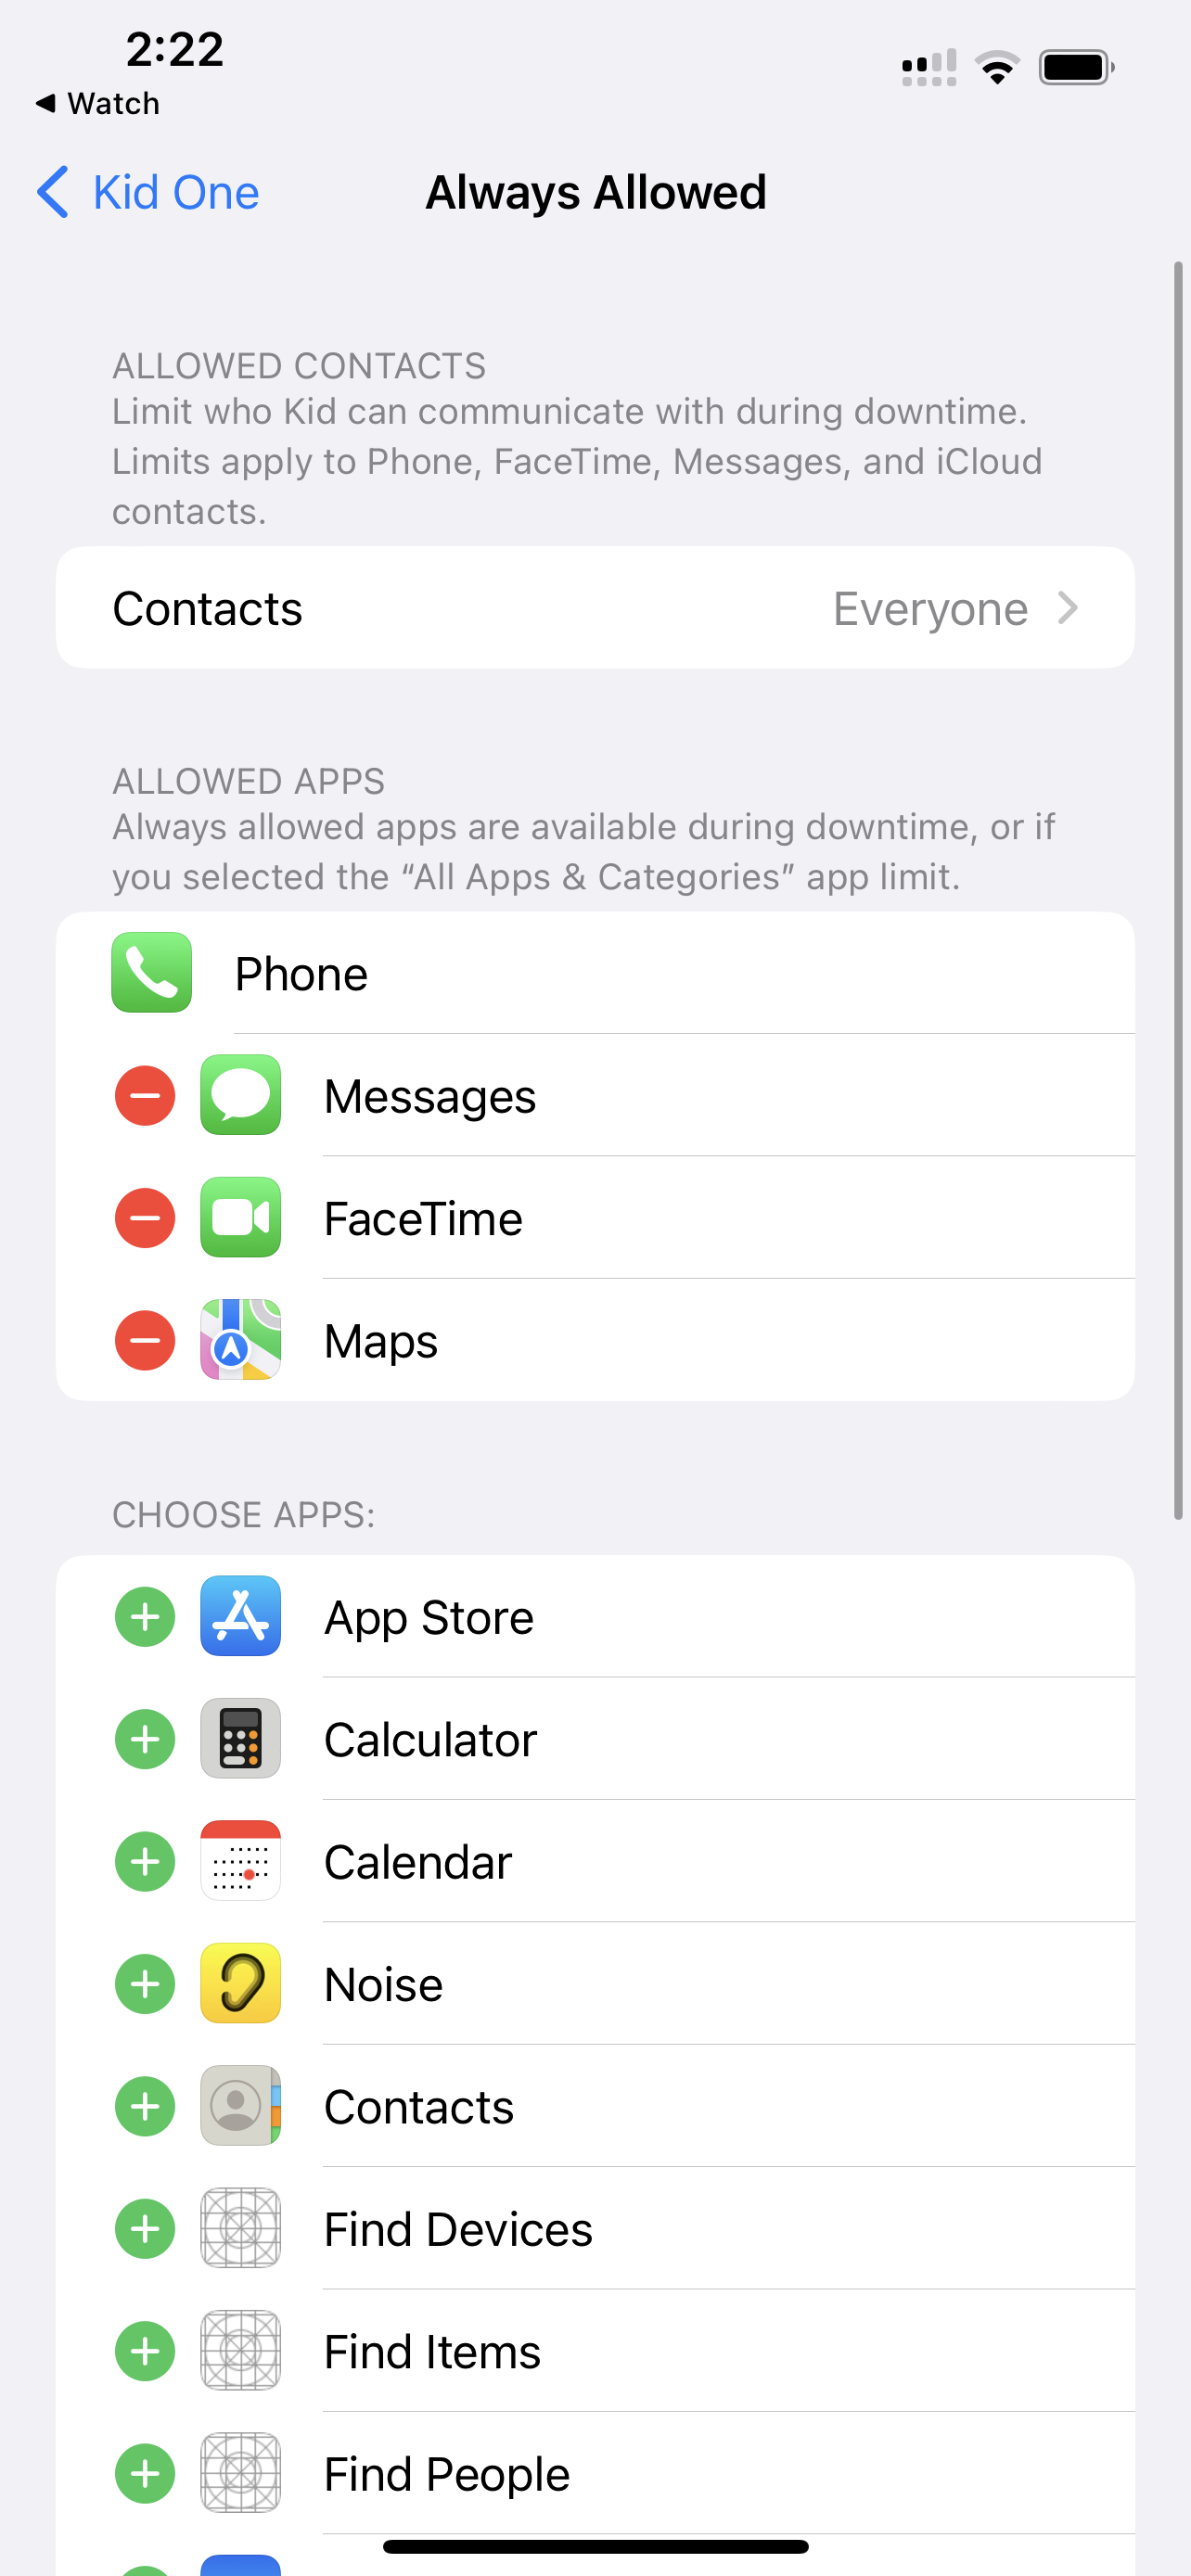 2:22
Watch
Kid One
Always Allowed
ALLOWED CONTACTS
Limit who Kid can communicate with during downtime.
Limits apply to Phone, FaceTime, Messages, and iCloud
contacts.
Contacts
Everyone
ALLOWED APPS
Always allowed apps are available during downtime, or if
you selected the “All Apps & Categories” app limit.
Phone
Messages
FaceTime
Maps
CHOOSE APPS:
App Store
Calculator
Calendar
Noise
Contacts
Find Devices
Find Items
Find People